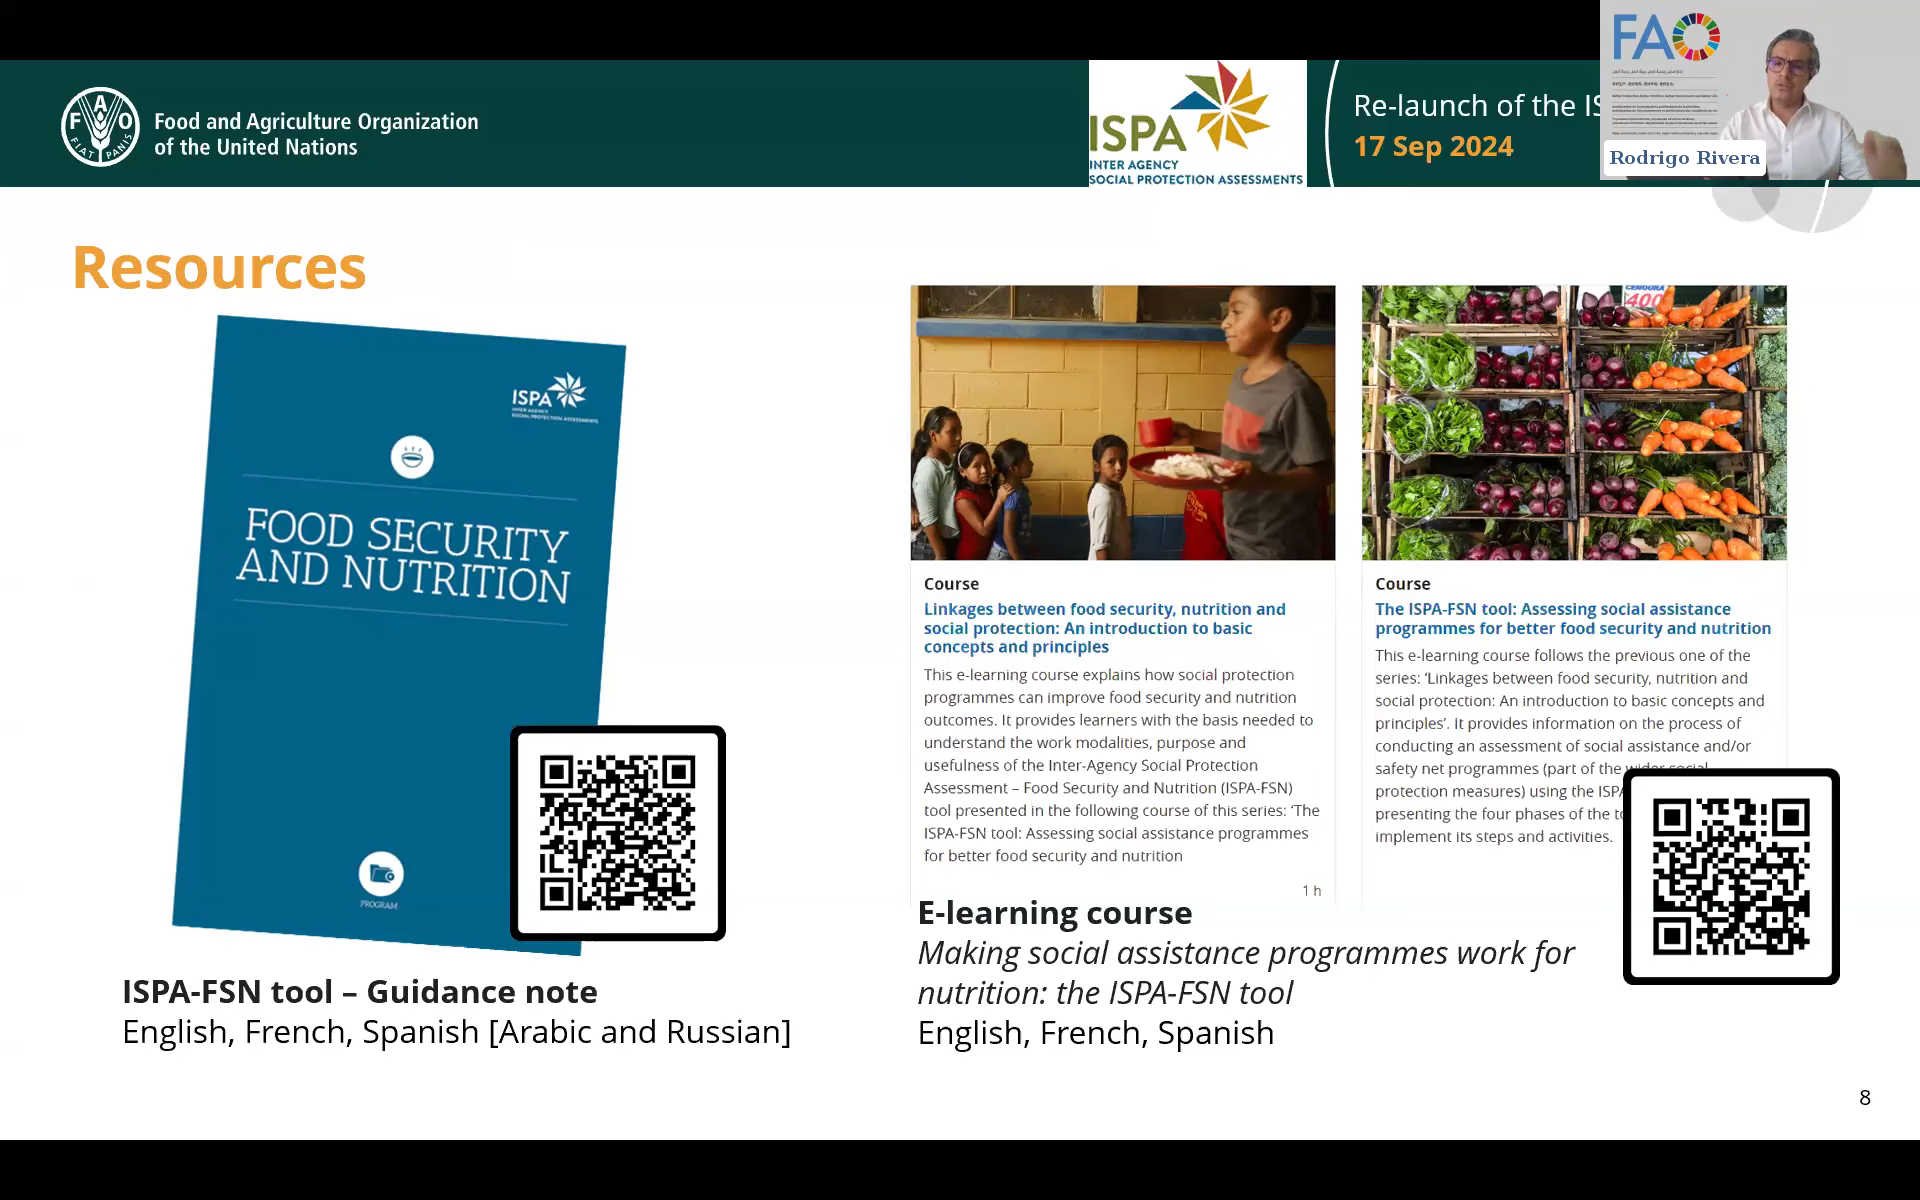 FAO
Rodrigo Rivera
F A O
FIAT PANIS
Food and Agriculture Organization
of the United Nations
ISPA
INTER AGENCY
SOCIAL PROTECTION ASSESSMENTS
Re-launch of the IS
17 Sep 2024
Resources
ISPA
INTER AGENCY
SOCIAL PROTECTION ASSESSMENTS
FOOD SECURITY
AND NUTRITION
PROGRAM
ISPA-FSN tool – Guidance note
English, French, Spanish [Arabic and Russian]
Course
Linkages between food security, nutrition and
social protection: An introduction to basic
concepts and principles
This e-learning course explains how social protection
programmes can improve food security and nutrition
outcomes. It provides learners with the basis needed to
understand the work modalities, purpose and
usefulness of the Inter-Agency Social Protection
Assessment – Food Security and Nutrition (ISPA-FSN)
tool presented in the following course of this series: ‘The
ISPA-FSN tool: Assessing social assistance programmes
for better food security and nutrition
1 h
CENOURA
400
Course
The ISPA-FSN tool: Assessing social assistance
programmes for better food security and nutrition
This e-learning course follows the previous one of the
series: ‘Linkages between food security, nutrition and
social protection: An introduction to basic concepts and
principles’. It provides information on the process of
conducting an assessment of social assistance and/or
safety net programmes (part of the wider social
protection measures) using the ISPA
presenting the four phases of the to
implement its steps and activities.
E-learning course
Making social assistance programmes work for
nutrition: the ISPA-FSN tool
English, French, Spanish
8